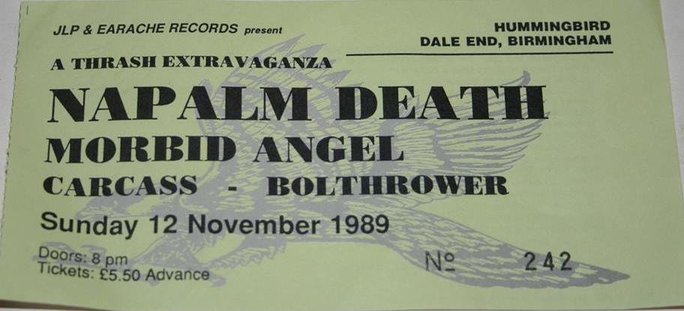 JLP & EARACHE RECORDS present
HUMMINGBIRD
DALE END, BIRMINGHAM
A THRASH EXTRAVAGANZA
NAPALM DEATH
MORBID ANGEL
CARCASS - BOLTHROWER
Sunday 12 November 1989
Doors: 8 pm
Tickets: £5.50 Advance
Nº 242